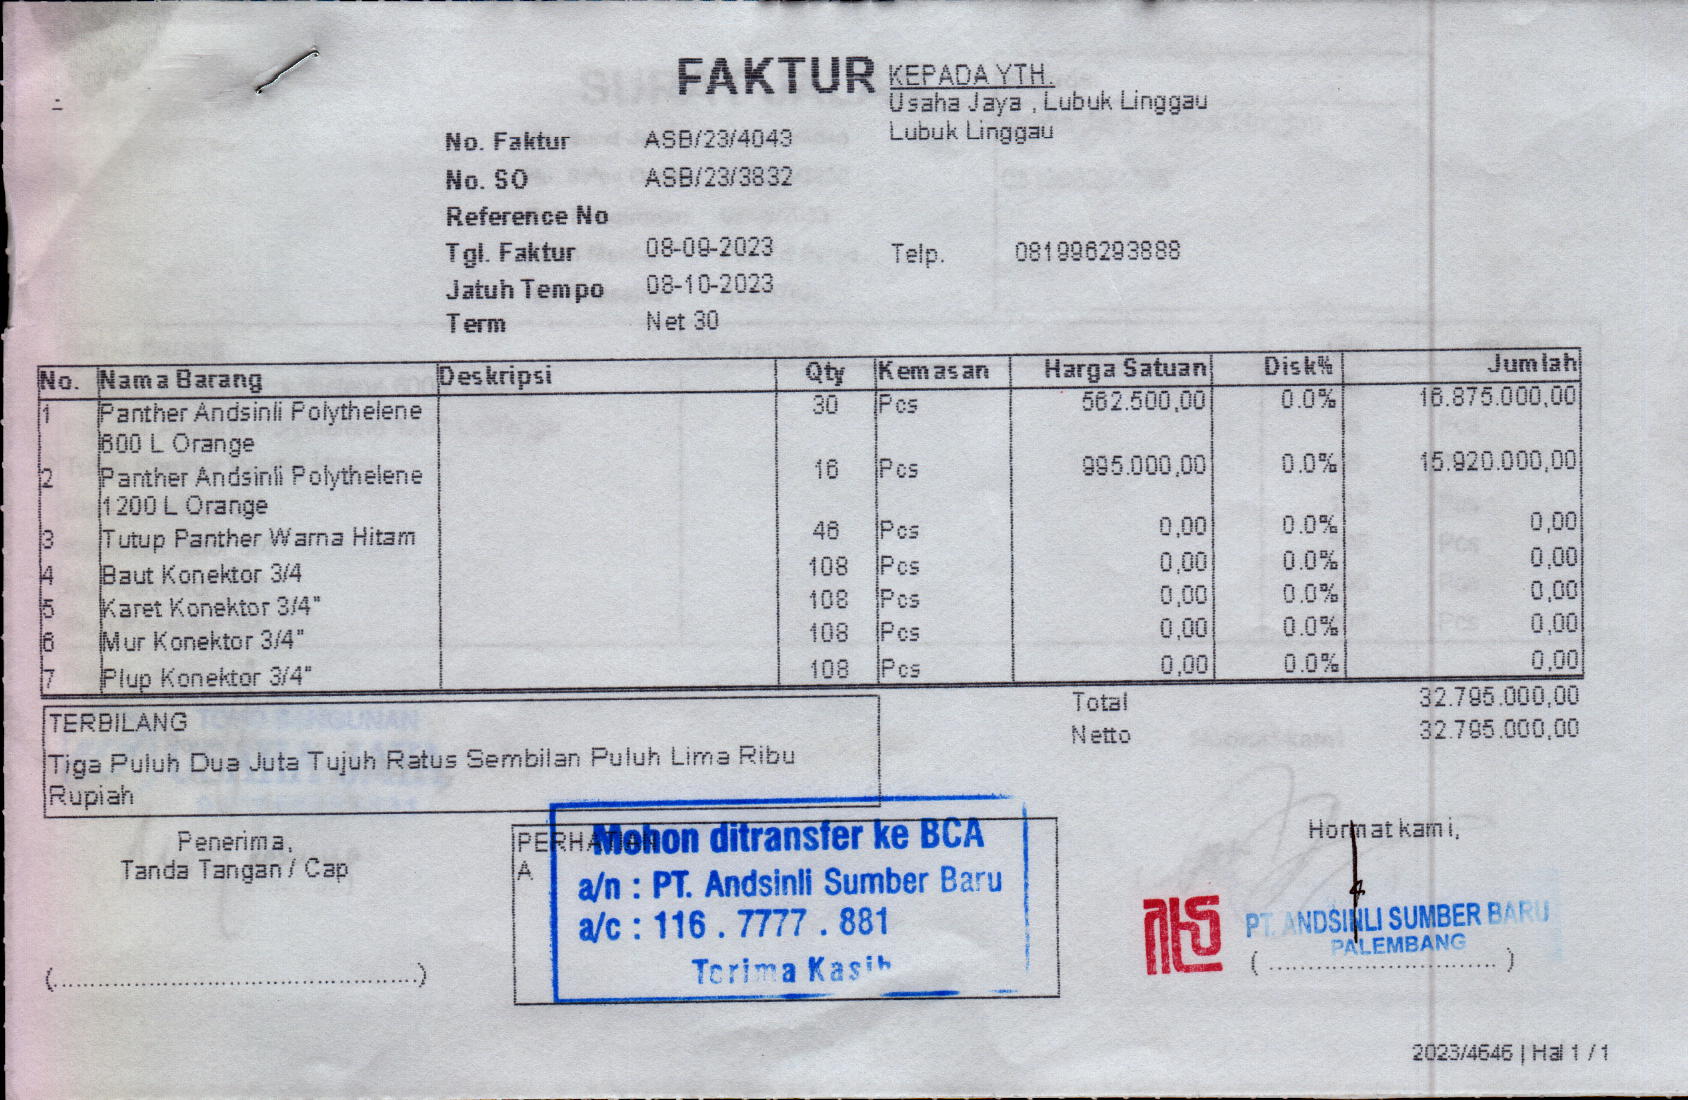 FAKTUR
KEPADA YTH.
Usaha Jaya , Lubuk Linggau
Lubuk Linggau
No. Faktur ASB/23/4043
No. SO ASB/23/3832
Reference No
Tgl. Faktur 08-09-2023
Telp. 081996293888
Jatuh Tempo 08-10-2023
Term Net 30
No. Nama Barang Deskripsi Qty Kemasan Harga Satuan Disk% Jumlah
1 Panther Andsinli Polythelene 30 Pcs 562.500,00 0.0% 16.875.000,00
600 L Orange
2 Panther Andsinli Polythelene 16 Pcs 995.000,00 0.0% 15.920.000,00
1200 L Orange
3 Tutup Panther Warna Hitam 46 Pcs 0,00 0.0% 0,00
4 Baut Konektor 3/4 108 Pcs 0,00 0.0% 0,00
5 Karet Konektor 3/4" 108 Pcs 0,00 0.0% 0,00
6 Mur Konektor 3/4" 108 Pcs 0,00 0.0% 0,00
7 Plup Konektor 3/4" 108 Pcs 0,00 0.0% 0,00
Total 32.795.000,00
Netto 32.795.000,00
TERBILANG
Tiga Puluh Dua Juta Tujuh Ratus Sembilan Puluh Lima Ribu
Rupiah
Penerima,
Tanda Tangan / Cap
(..........................................................)
PERHATIAN
A
Mohon ditransfer ke BCA
a/n : PT. Andsinli Sumber Baru
a/c : 116 . 7777 . 881
Terima Kasih
Hormat kami,
PT. ANDSINLI SUMBER BARU
PALEMBANG
( .................................... )
2023/4646 | Hal 1 / 1